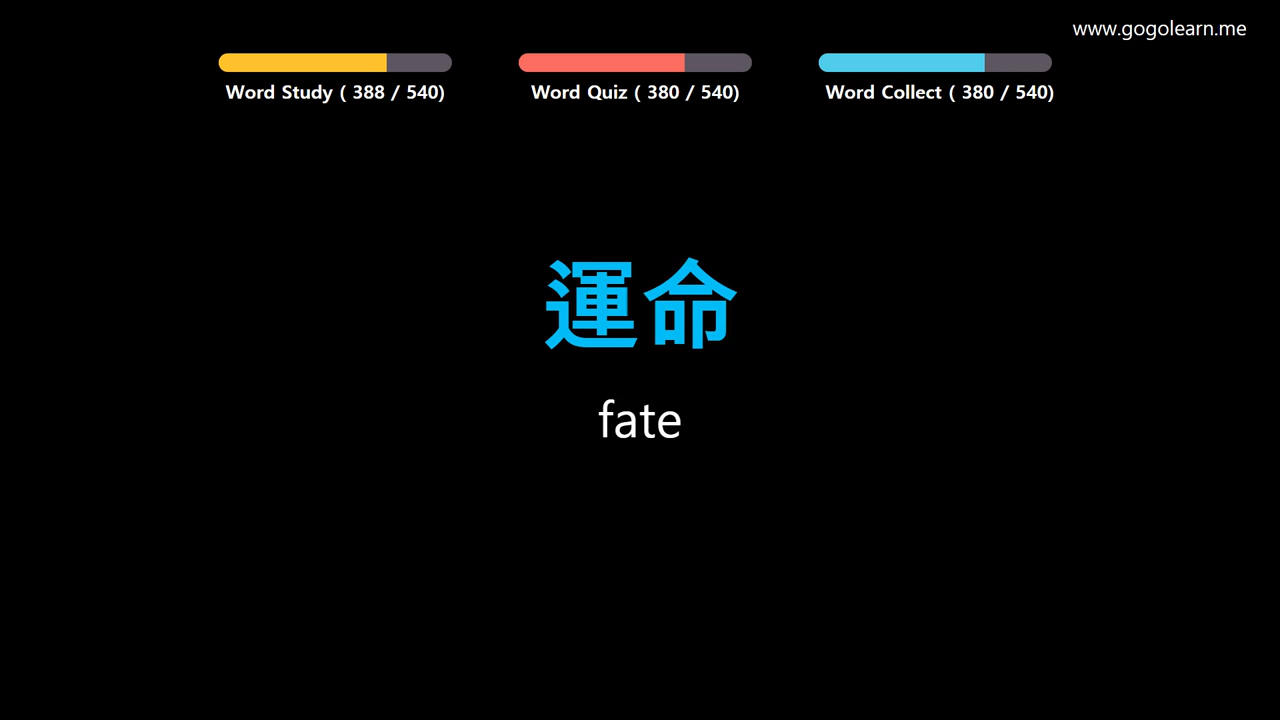 www.gogolearn.me
Word Study ( 388 / 540)
Word Quiz ( 380 / 540)
Word Collect ( 380 / 540)
運命
fate